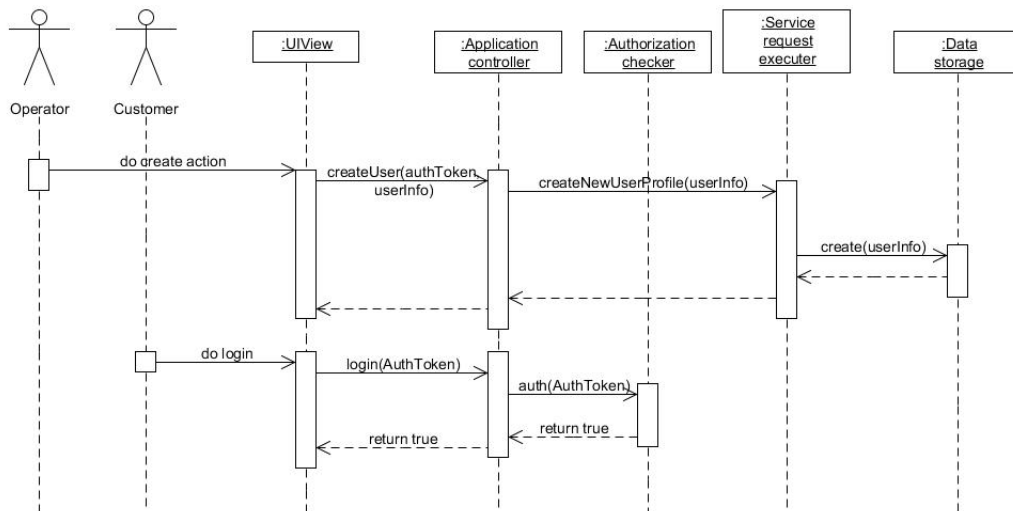 :UIView
:Application
controller
:Authorization
checker
:Service
request
executer
:Data
storage
Operator
Customer
do create action
createUser(authToken,
userInfo)
createNewUserProfile(userInfo)
create(userInfo)
do login
login(AuthToken)
auth(AuthToken)
return true
return true